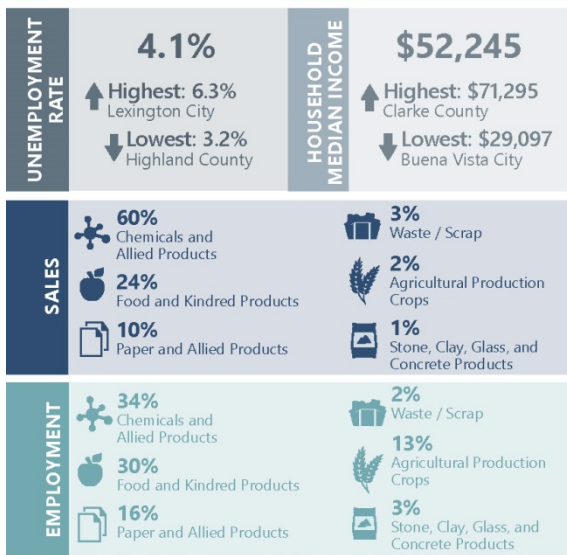 UNEMPLOYMENT
RATE
4.1%
Highest: 6.3%
Lexington City
Lowest: 3.2%
Highland County
HOUSEHOLD
MEDIAN INCOME
$52,245
Highest: $71,295
Clarke County
Lowest: $29,097
Buena Vista City
SALES
60%
Chemicals and
Allied Products
24%
Food and Kindred Products
10%
Paper and Allied Products
3%
Waste / Scrap
2%
Agricultural Production
Crops
1%
Stone, Clay, Glass, and
Concrete Products
EMPLOYMENT
34%
Chemicals and
Allied Products
30%
Food and Kindred Products
16%
Paper and Allied Products
2%
Waste / Scrap
13%
Agricultural Production
Crops
3%
Stone, Clay, Glass, and
Concrete Products